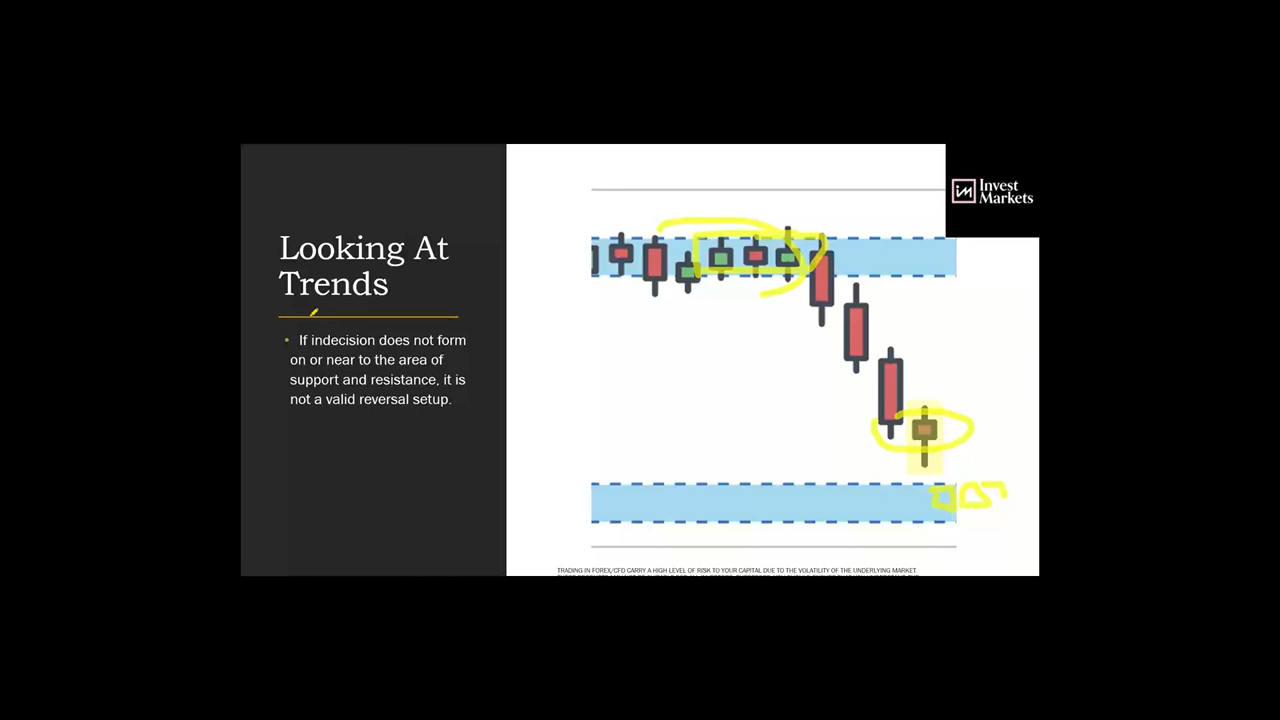 Looking At
Trends
• If indecision does not form
on or near to the area of
support and resistance, it is
not a valid reversal setup.
Invest
Markets
TRADING IN FOREX/CFD CARRY A HIGH LEVEL OF RISK TO YOUR CAPITAL DUE TO THE VOLATILITY OF THE UNDERLYING MARKET.